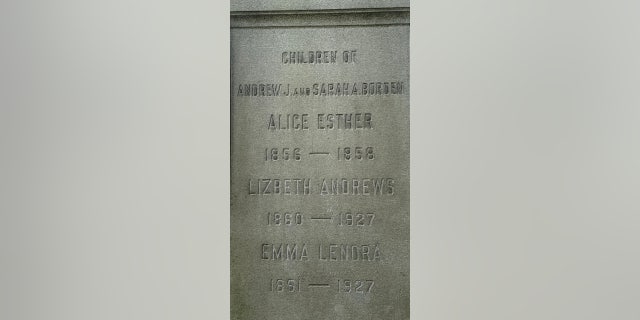 CHILDREN OF
ANDREW J. AND SARAH A. BORDEN
ALICE ESTHER
1856 — 1858
LIZBETH ANDREWS
1860 — 1927
EMMA LENORA
1851 — 1927